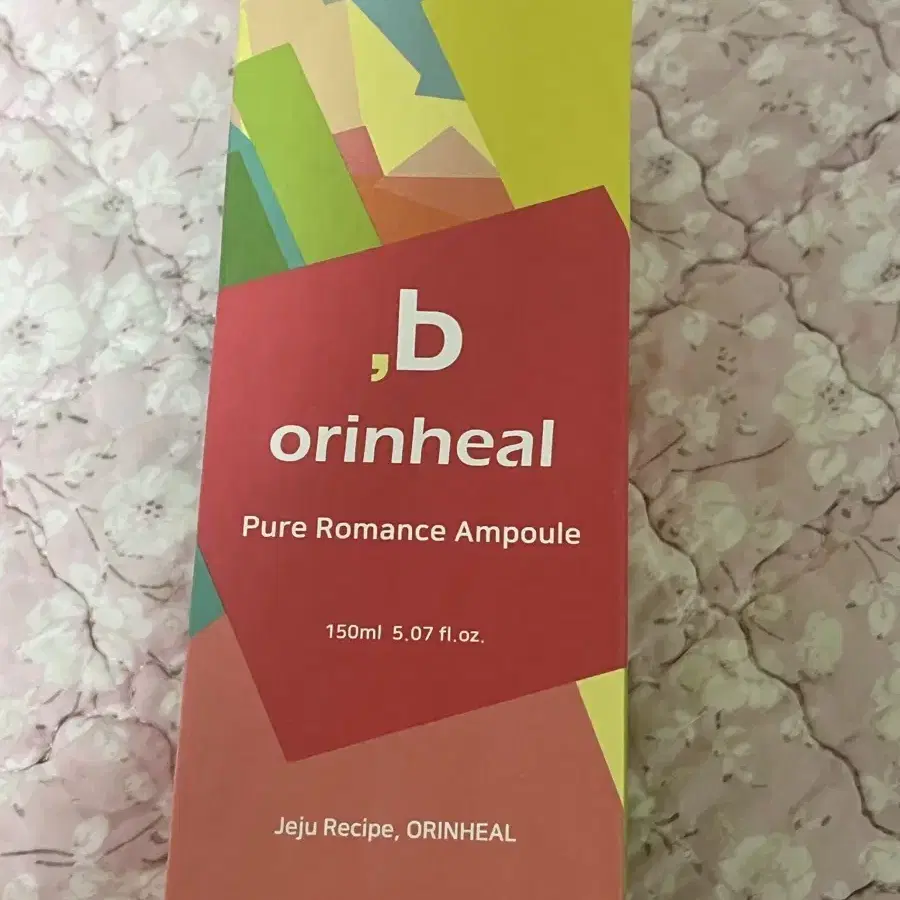 ,b
orinheal
Pure Romance Ampoule
150ml 5.07 fl.oz.
Jeju Recipe, ORINHEAL